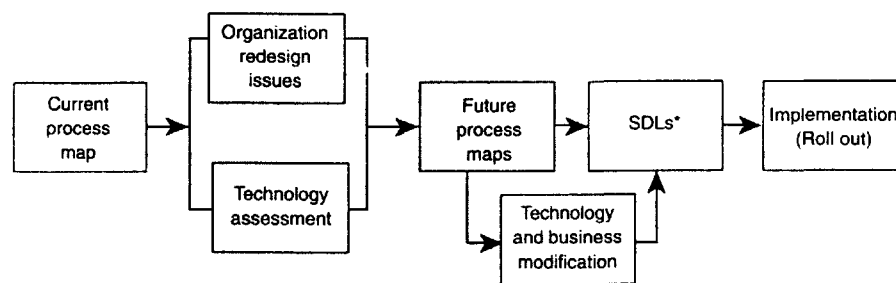 Current
process
map
Organization
redesign
issues
Technology
assessment
Future
process
maps
SDLs*
Technology
and business
modification
Implementation
(Roll out)